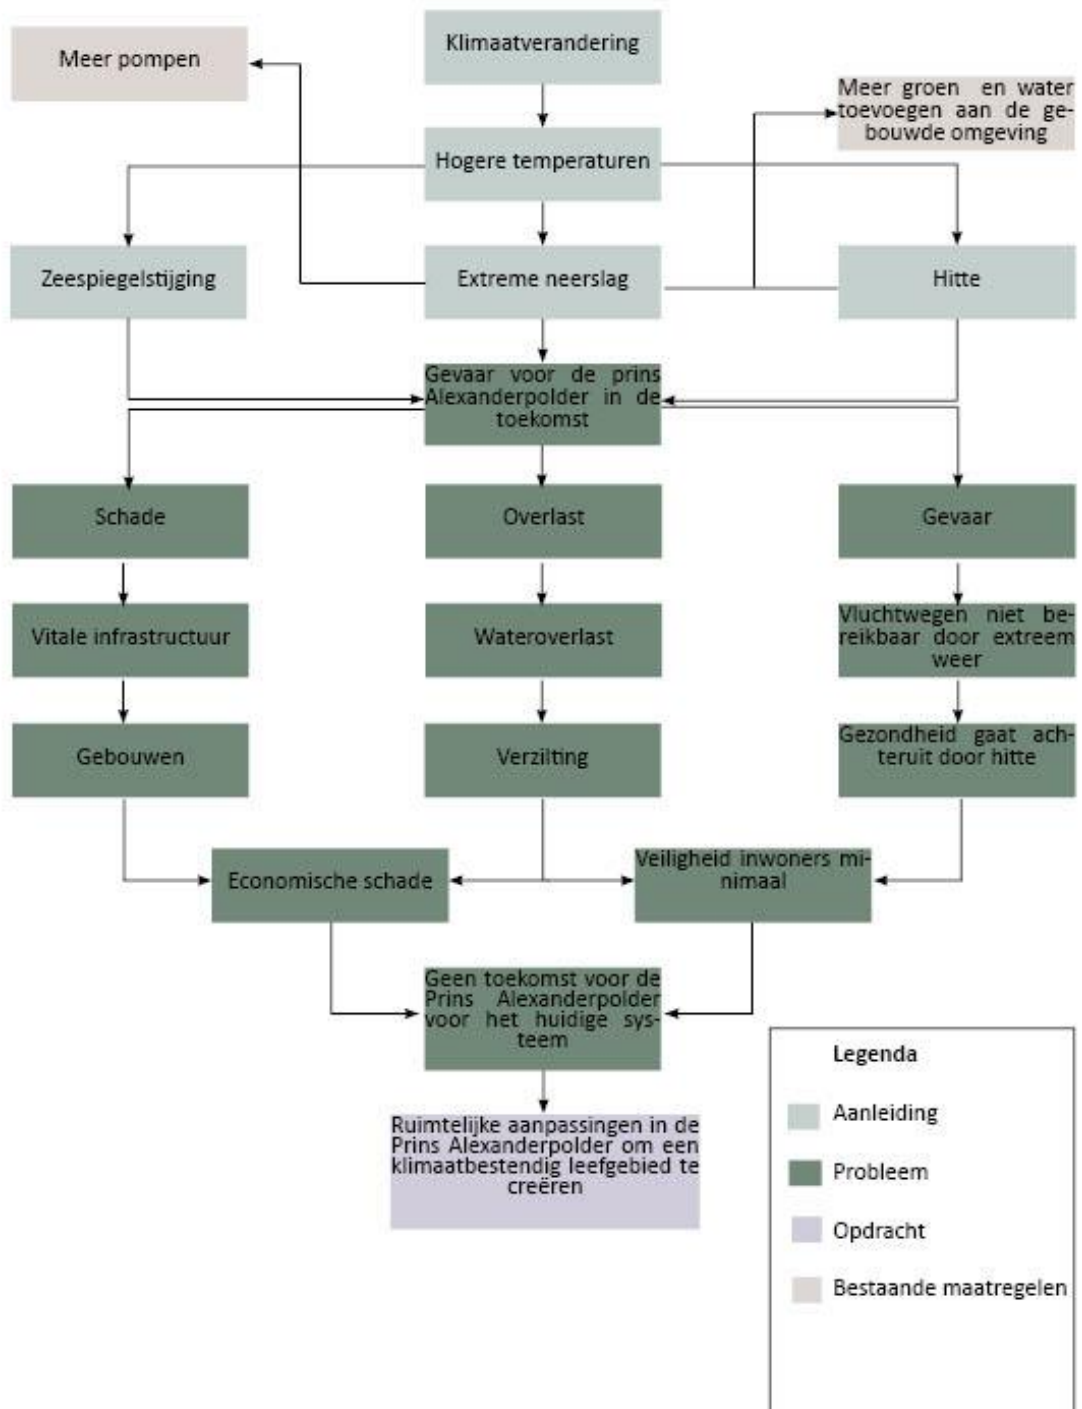 Klimaatverandering
Meer pompen
Meer groen en water
toevoegen aan de ge-
bouwde omgeving
Hogere temperaturen
Zeespiegelstijging
Extreme neerslag
Hitte
Gevaar voor de prins
Alexanderpolder in de
toekomst
Schade
Overlast
Gevaar
Vitale infrastructuur
Wateroverlast
Vluchtwegen niet be-
reikbaar door extreem
weer
Gebouwen
Verzilting
Gezondheid gaat ach-
teruit door hitte
Economische schade
Veiligheid inwoners mi-
nimaal
Geen toekomst voor de
Prins Alexanderpolder
voor het huidige sys-
teem
Ruimtelijke aanpassingen in de
Prins Alexanderpolder om een
klimaatbestendig leefgebied te
creëren
Legenda
Aanleiding
Probleem
Opdracht
Bestaande maatregelen